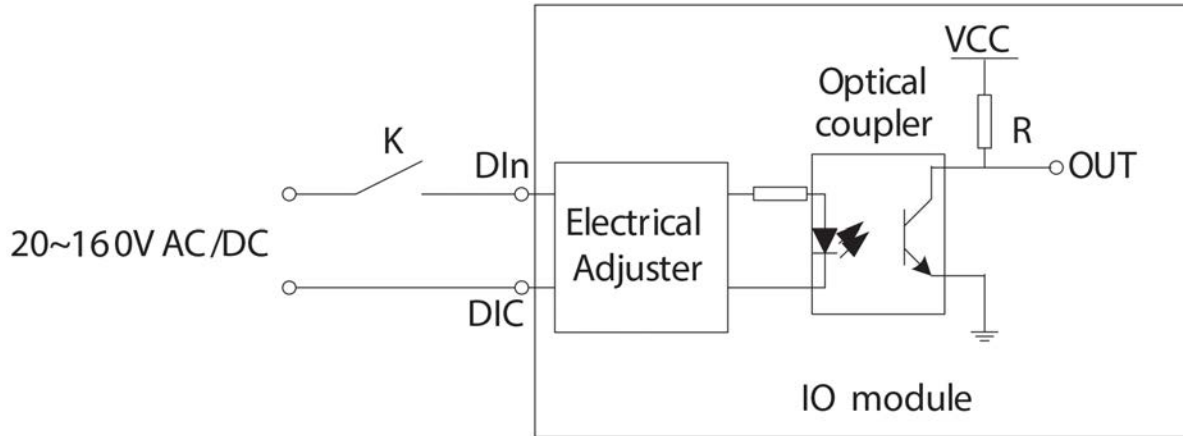 VCC
Optical
coupler
R
K
DIn
OUT
20~160V AC/DC
Electrical
Adjuster
DIC
IO module